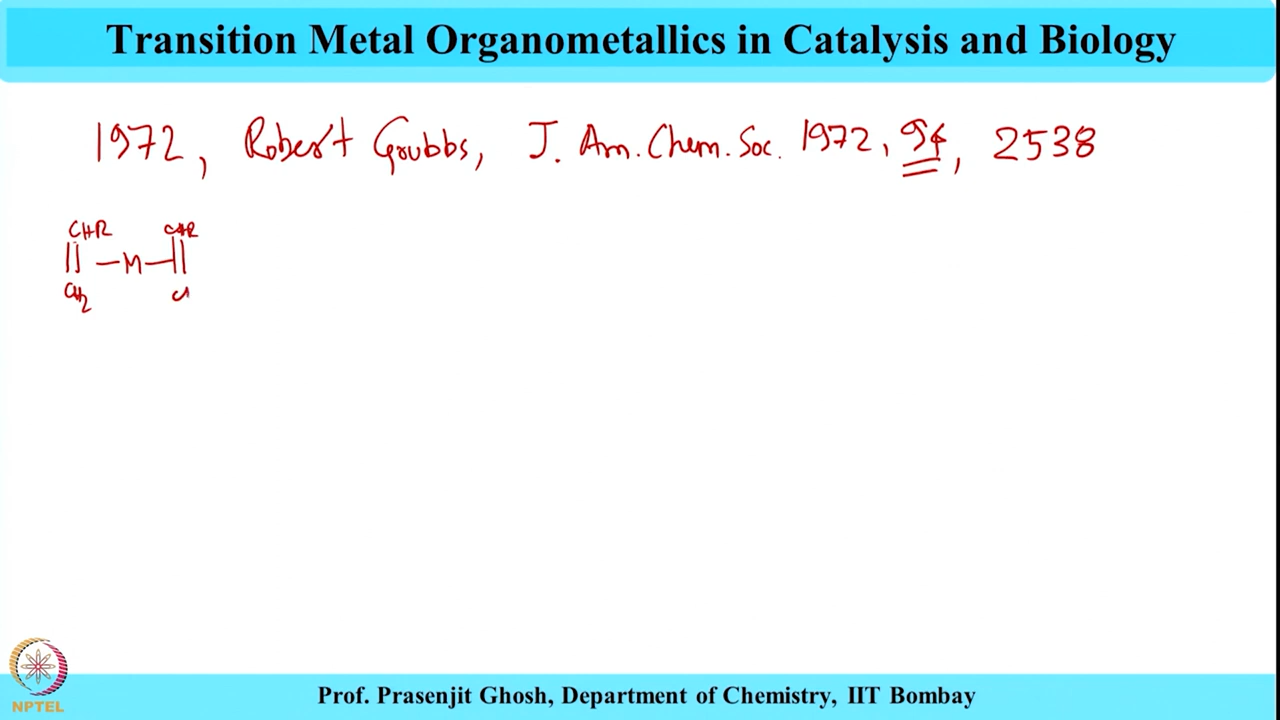 Transition Metal Organometallics in Catalysis and Biology
1972, Robert Grubbs, J. Am. Chem. Soc. 1972, 94, 2538
CHR CHR
|| — M — ||
CH2 C
NPTEL
Prof. Prasenjit Ghosh, Department of Chemistry, IIT Bombay